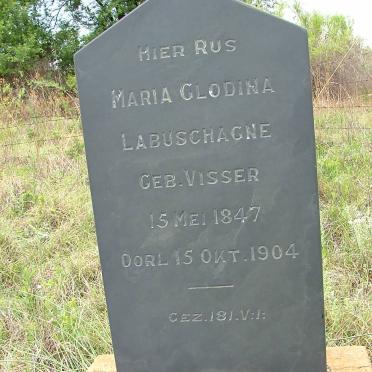 HIER RUS
MARIA CLODINA
LABUSCHAGNE
GEB. VISSER
15 MEI 1847
OORL 15 OKT. 1904
GEZ. 181. V: 1: